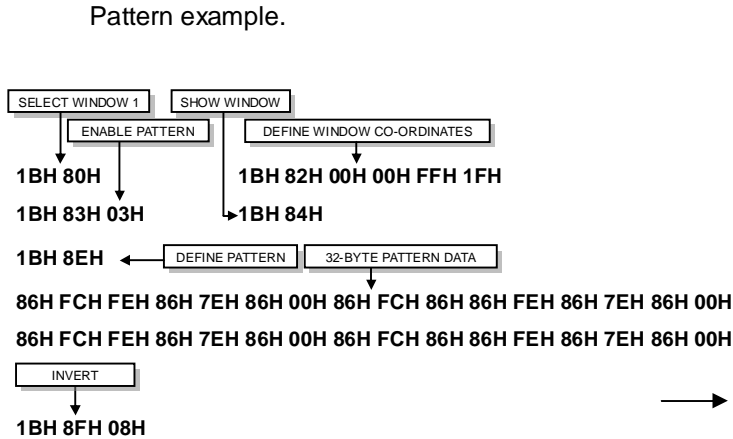 Pattern example.
SELECT WINDOW 1 SHOW WINDOW
ENABLE PATTERN DEFINE WINDOW CO-ORDINATES
1BH 80H 1BH 82H 00H 00H FFH 1FH
1BH 83H 03H 1BH 84H
1BH 8EH DEFINE PATTERN 32-BYTE PATTERN DATA
86H FCH FEH 86H 7EH 86H 00H 86H FCH 86H 86H FEH 86H 7EH 86H 00H
86H FCH FEH 86H 7EH 86H 00H 86H FCH 86H 86H FEH 86H 7EH 86H 00H
INVERT
1BH 8FH 08H